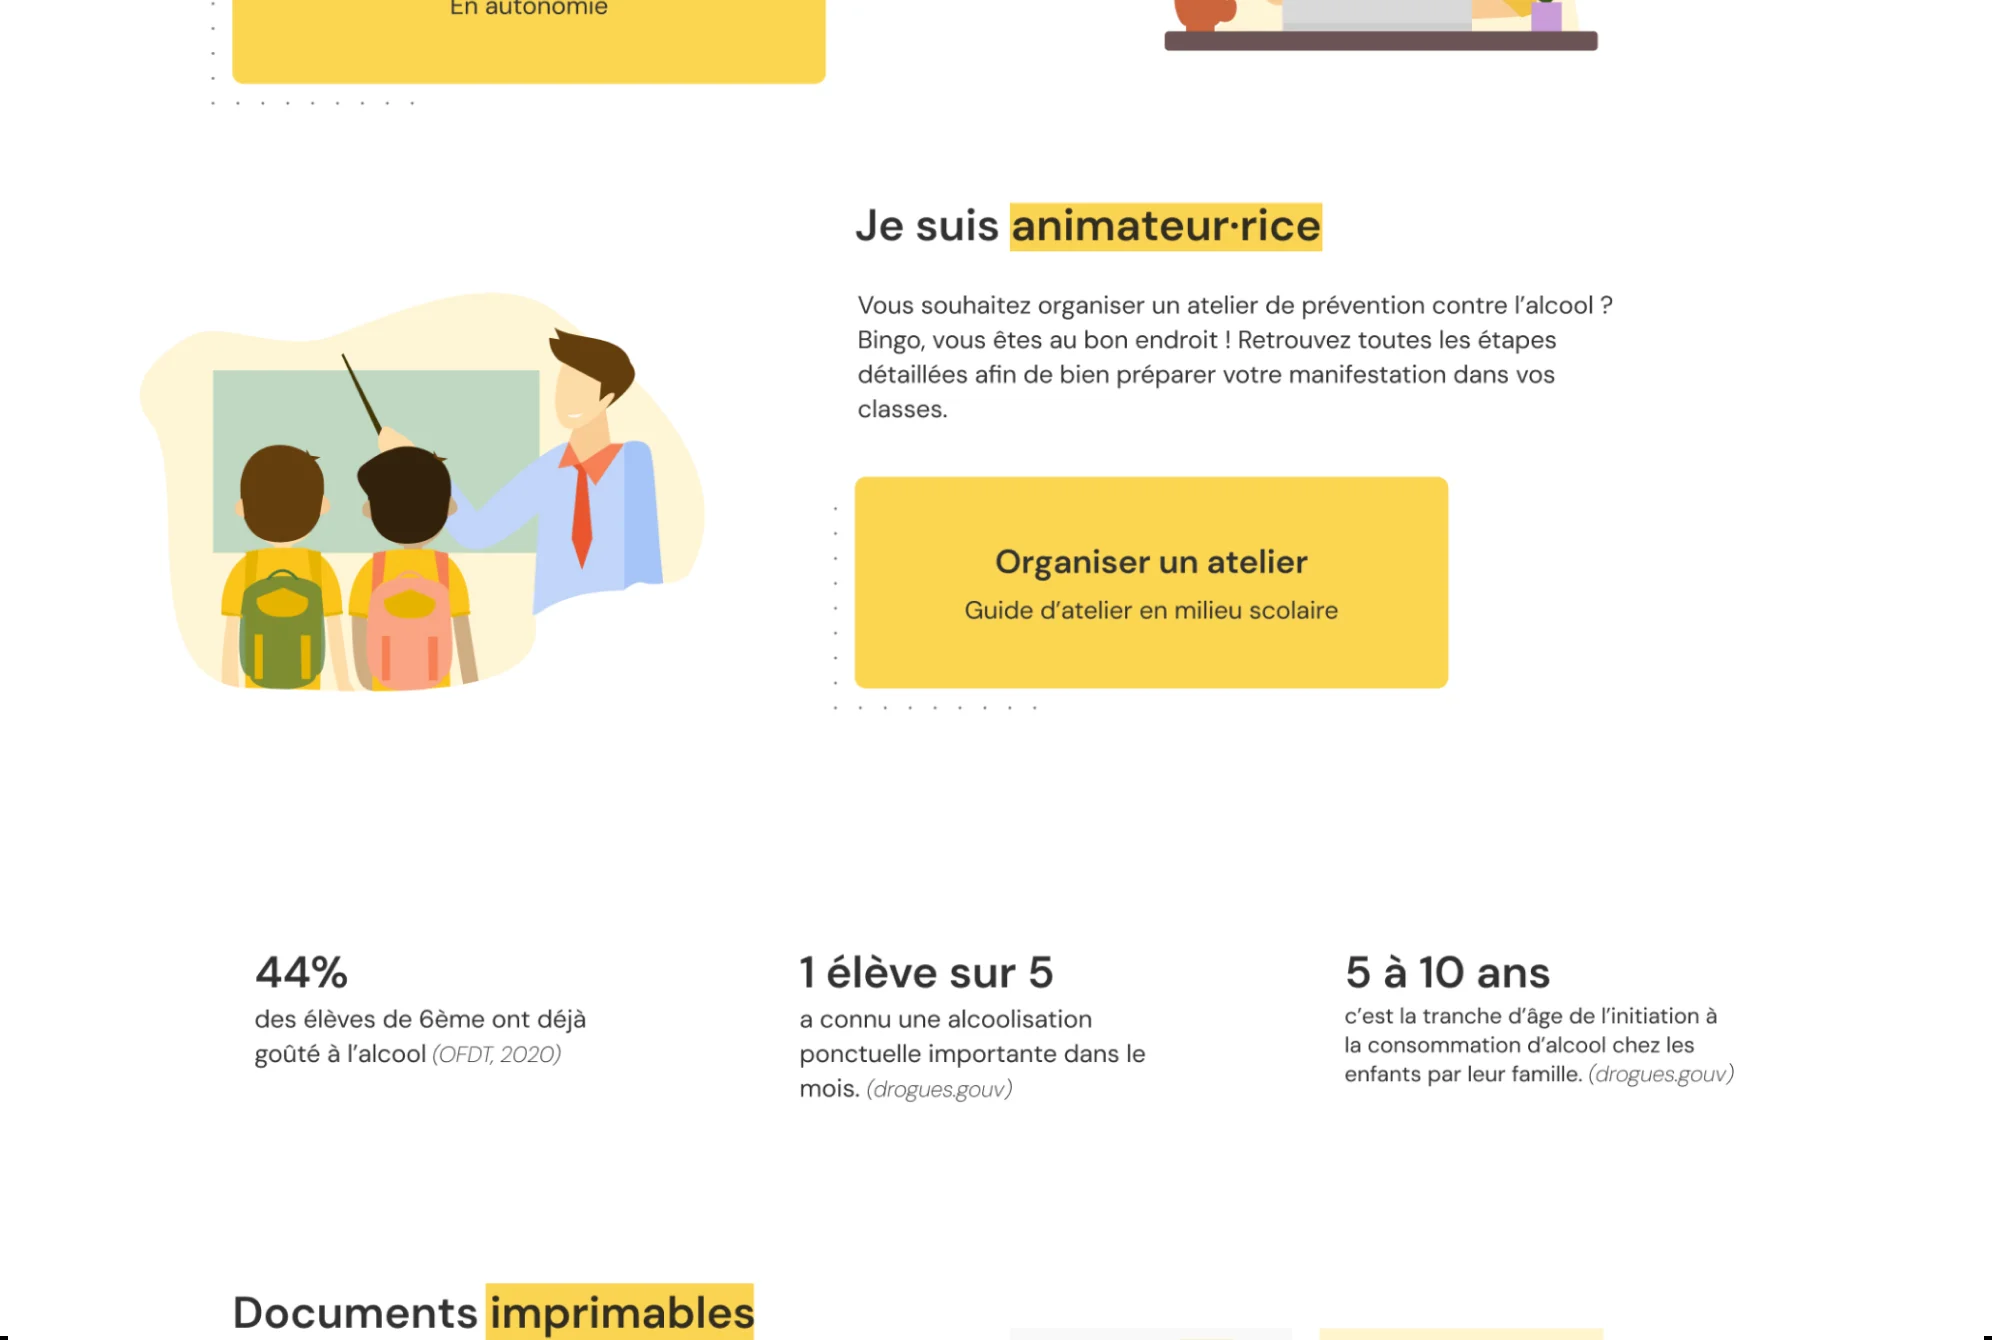 En autonomie
Je suis animateur·rice
Vous souhaitez organiser un atelier de prévention contre l’alcool ?
Bingo, vous êtes au bon endroit ! Retrouvez toutes les étapes
détaillées afin de bien préparer votre manifestation dans vos
classes.
Organiser un atelier
Guide d’atelier en milieu scolaire
44%
des élèves de 6ème ont déjà
goûté à l’alcool (OFDT, 2020)
1 élève sur 5
a connu une alcoolisation
ponctuelle importante dans le
mois. (drogues.gouv)
5 à 10 ans
c’est la tranche d’âge de l’initiation à
la consommation d’alcool chez les
enfants par leur famille. (drogues.gouv)
Documents imprimables